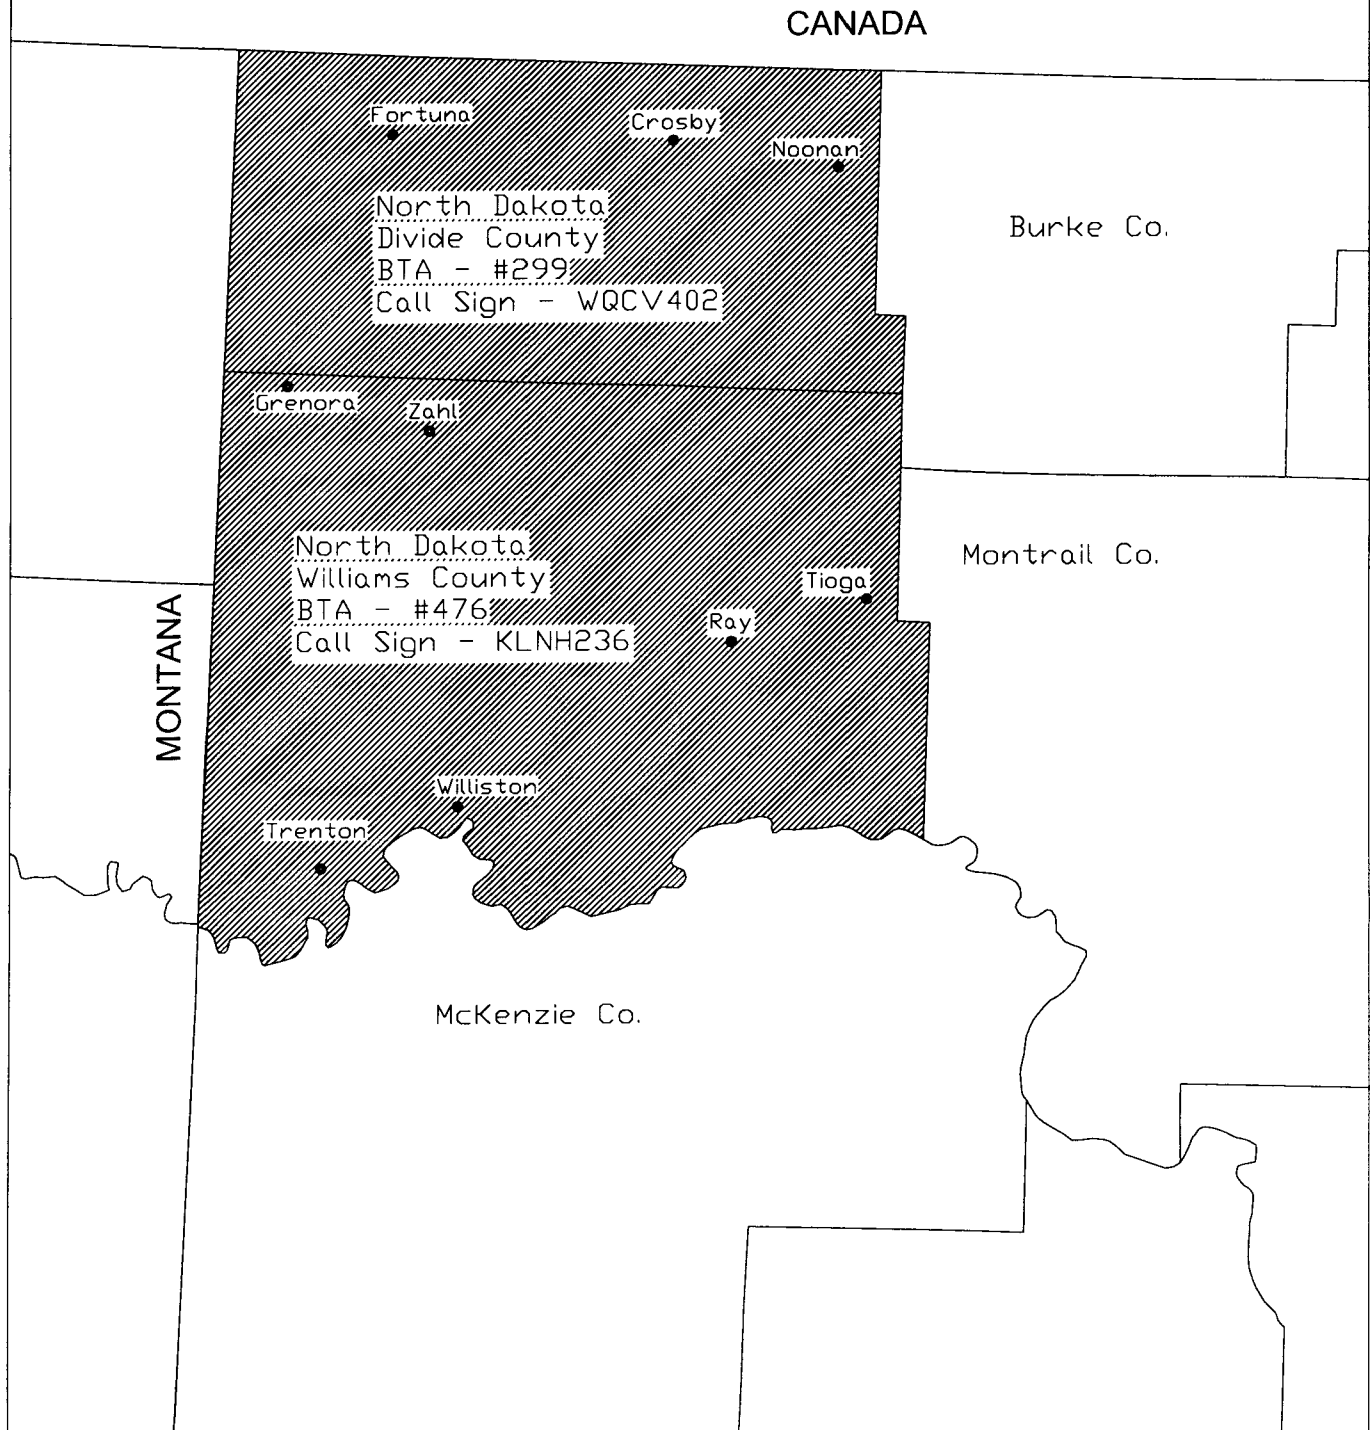 CANADA
Fortuna
Crosby
Noonan
North Dakota
Divide County
BTA - #299
Call Sign - WQCV402
Burke Co.
Grenora
Zahl
North Dakota
Williams County
BTA - #476
Call Sign - KLNH236
Montrail Co.
Tioga
Ray
MONTANA
Williston
Trenton
McKenzie Co.